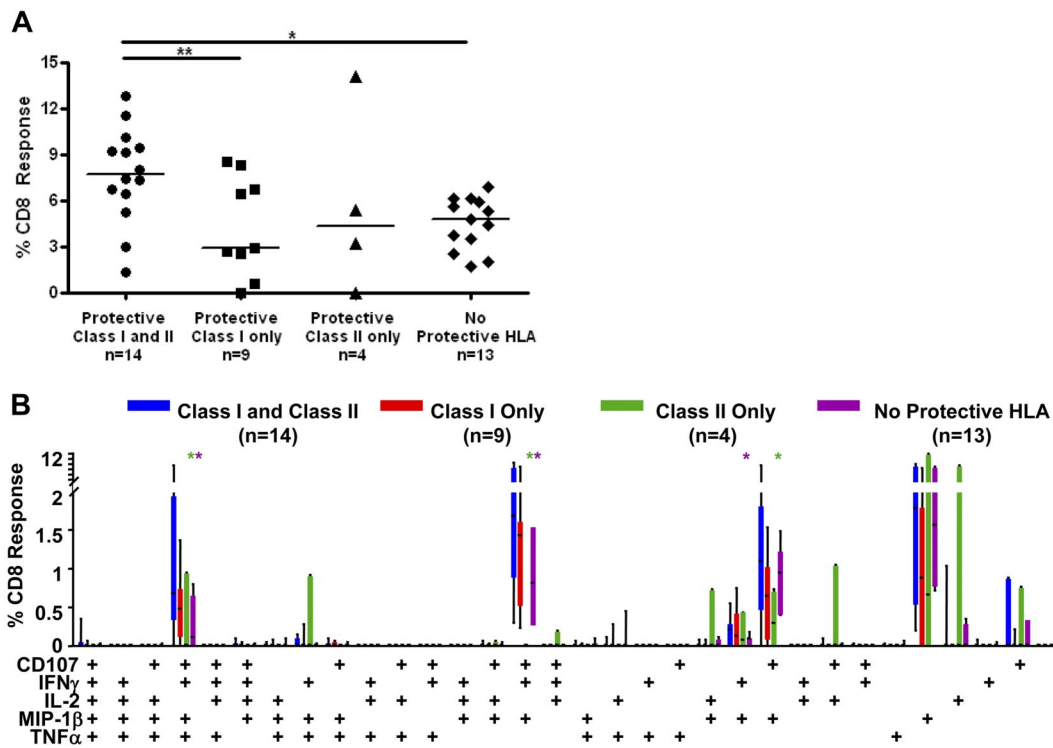 A
*
**
15
12
9
6
3
0
% CD8 Response
Protective Class I and II n=14
Protective Class I only n=9
Protective Class II only n=4
No Protective HLA n=13
B
Class I and Class II (n=14)
Class I Only (n=9)
Class II Only (n=4)
No Protective HLA (n=13)
** ** * *
12
2
1.5
1
0.5
0
% CD8 Response
CD107 + + + + + + + + + + + + + + + +
IFNγ + + + + + + + + + + + + + + + +
IL-2 + + + + + + + + + + + + + + + +
MIP-1β + + + + + + + + + + + + + + + +
TNFα + + + + + + + + + + + + + + + +